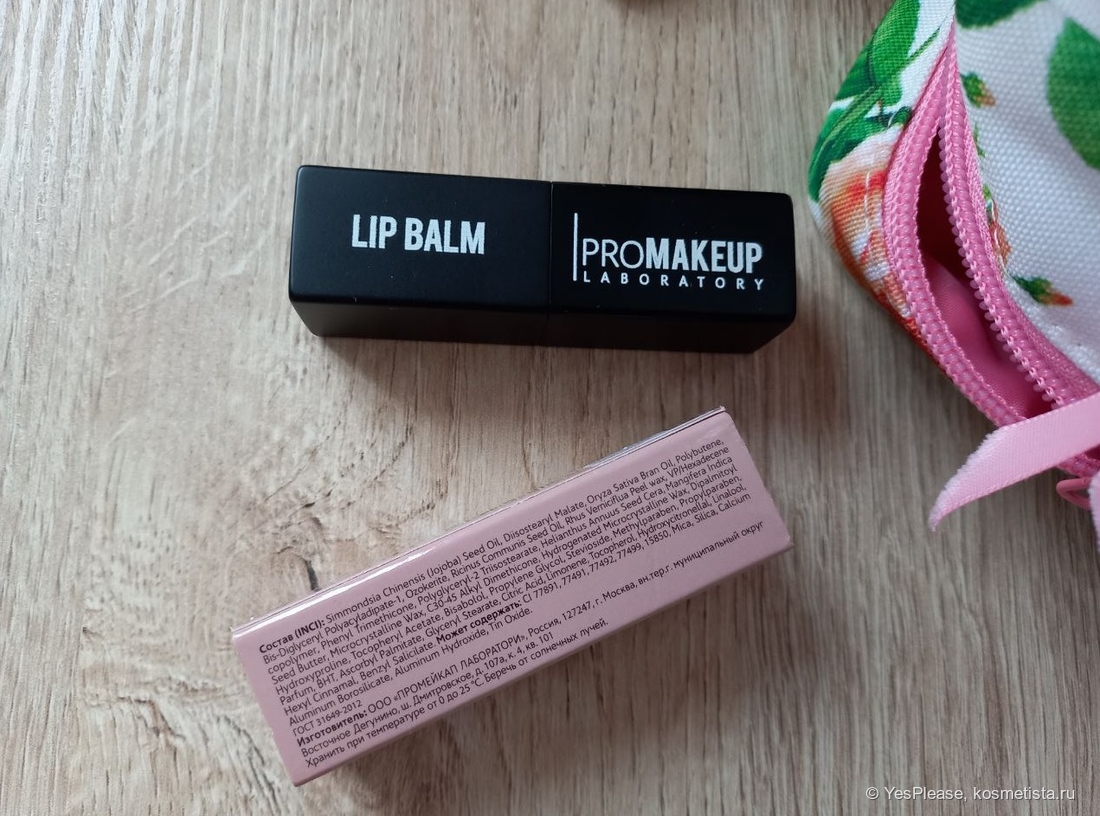 LIP BALM
PROMAKEUP
LABORATORY
Состав (INCI): Simmondsia Chinensis (Jojoba) Seed Oil, Diisostearyl Malate, Oryza Sativa Bran Oil, Polybutene,
Bis-Diglyceryl Polyacyladipate-1, Ozokerite, Ricinus Communis Seed Oil, Rhus Verniciflua Peel wax, VP/Hexadecene
copolymer, Phenyl Trimethicone, Polyglyceryl-2 Triisostearate, Helianthus Annuus Seed Cera, Mangifera Indica
Seed Butter, Microcrystalline Wax, C30-45 Alkyl Dimethicone, Hydrogenated Microcrystalline Wax, Dipalmitoyl
Hydroxyproline, Tocopheryl Acetate, Bisabolol, Propylene Glycol, Stevioside, Methylparaben, Propylparaben,
Parfum, BHT, Ascorbyl Palmitate, Glyceryl Stearate, Citric Acid, Limonene, Tocopherol, Hydroxycitronellal, Linalool,
Hexyl Cinnamal, Benzyl Salicilate. Может содержать: CI 77891, 77491, 77492, 77499, 15850, Mica, Silica, Calcium
Aluminum Borosilicate, Aluminum Hydroxide, Tin Oxide.
ГОСТ 31649-2012
Изготовитель: ООО «ПРОМЕЙКАП ЛАБОРАТОРИ», Россия, 127247, г. Москва, вн.тер.г. муниципальный округ
Восточное Дегунино, ш. Дмитровское, д. 107а, к. 4, кв. 101
Хранить при температуре от 0 до 25 °C. Беречь от солнечных лучей.
© YesPlease, kosmetista.ru